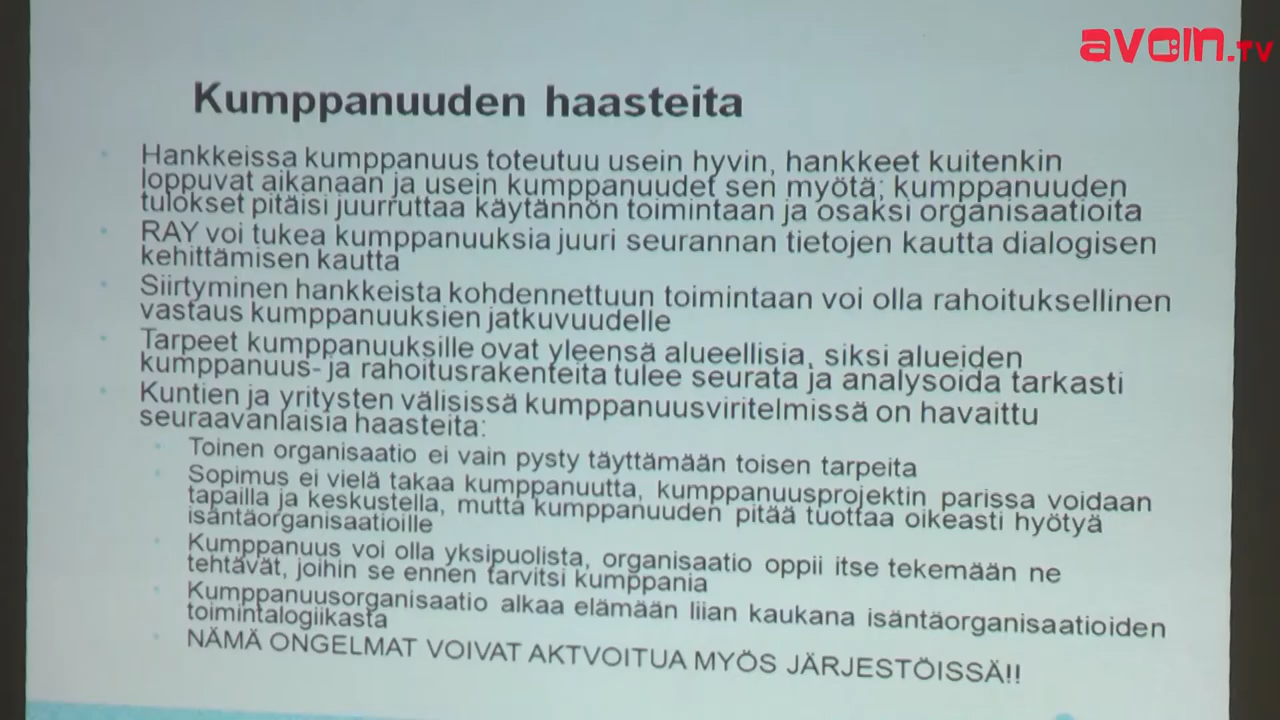 avoin.tv
Kumppanuuden haasteita
Hankkeissa kumppanuus toteutuu usein hyvin, hankkeet kuitenkin
loppuvat aikanaan ja usein kumppanuudet sen myötä; kumppanuuden
tulokset pitäisi juurruttaa käytännön toimintaan ja osaksi organisaatioita
RAY voi tukea kumppanuuksia juuri seurannan tietojen kautta dialogisen
kehittämisen kautta
Siirtyminen hankkeista kohdennettuun toimintaan voi olla rahoituksellinen
vastaus kumppanuuksien jatkuvuudelle
Tarpeet kumppanuuksille ovat yleensä alueellisia, siksi alueiden
kumppanuus- ja rahoitusrakenteita tulee seurata ja analysoida tarkasti
Kuntien ja yritysten välisissä kumppanuusviritelmissä on havaittu
seuraavanlaisia haasteita:
Toinen organisaatio ei vain pysty täyttämään toisen tarpeita
Sopimus ei vielä takaa kumppanuutta, kumppanuusprojektin parissa voidaan
tapailla ja keskustella, mutta kumppanuuden pitää tuottaa oikeasti hyötyä
isäntäorganisaatioille
Kumppanuus voi olla yksipuolista, organisaatio oppii itse tekemään ne
tehtävät, joihin se ennen tarvitsi kumppania
Kumppanuusorganisaatio alkaa elämään liian kaukana isäntäorganisaatioiden
toimintalogiikasta
NÄMÄ ONGELMAT VOIVAT AKTVOITUA MYÖS JÄRJESTÖISSÄ!!